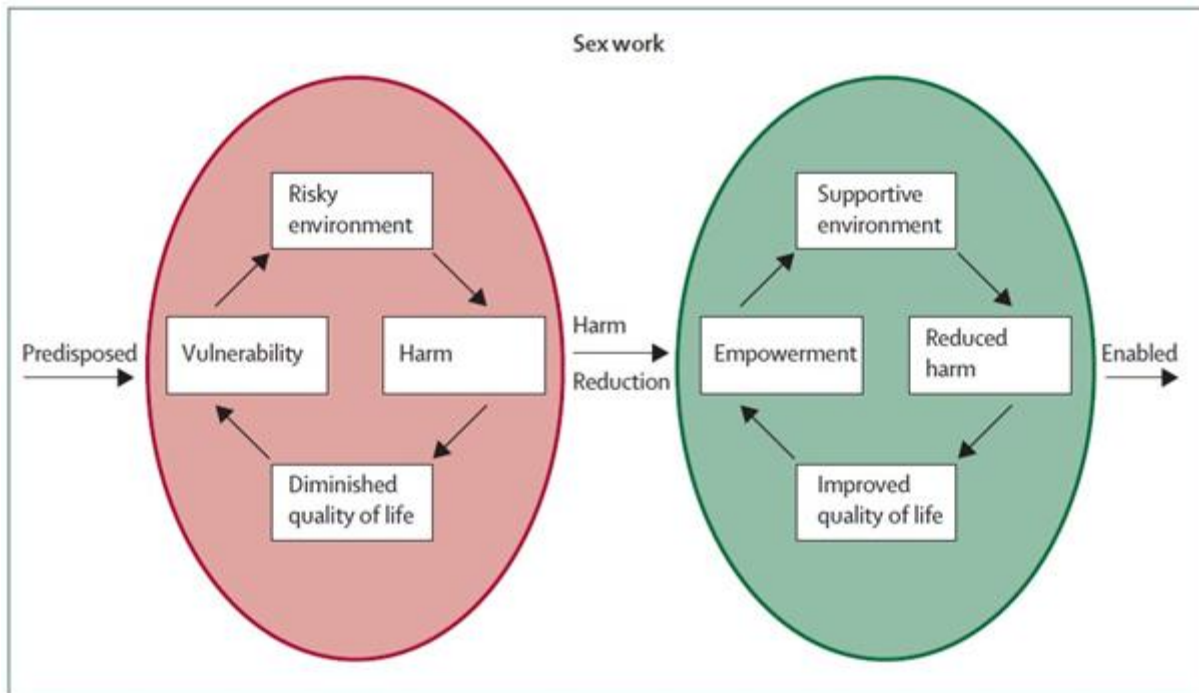 Sex work
Predisposed
Risky
environment
Vulnerability
Harm
Diminished
quality of life
Harm
Reduction
Supportive
environment
Empowerment
Reduced
harm
Improved
quality of life
Enabled